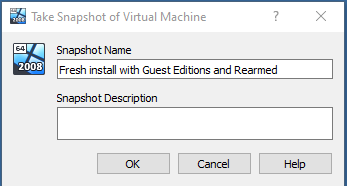 Take Snapshot of Virtual Machine ? ×
64
2008
Snapshot Name
Fresh install with Guest Editions and Rearmed
Snapshot Description
OK Cancel Help